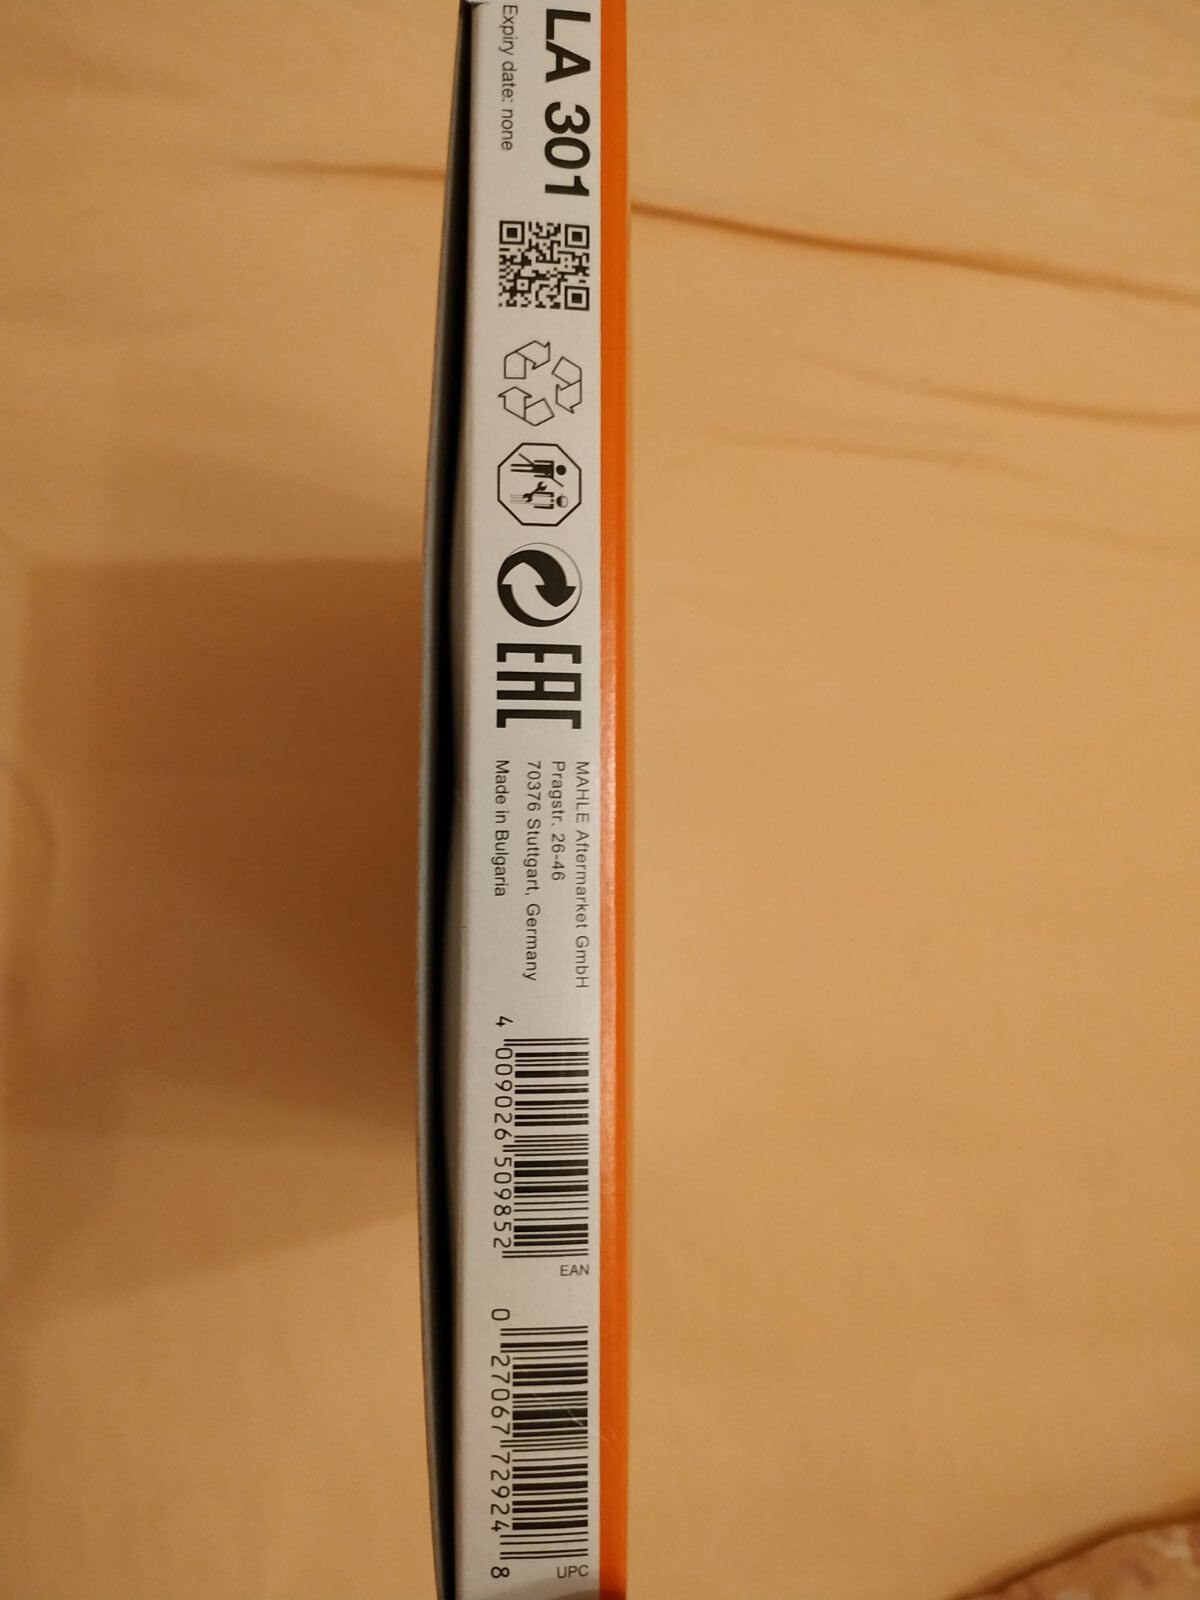 LA 301
Expiry date: none
EAC
MAHLE Aftermarket GmbH
Pragstr. 26-46
70376 Stuttgart, Germany
Made in Bulgaria
4 009026 509852
EAN
0 27067 72924 8
UPC